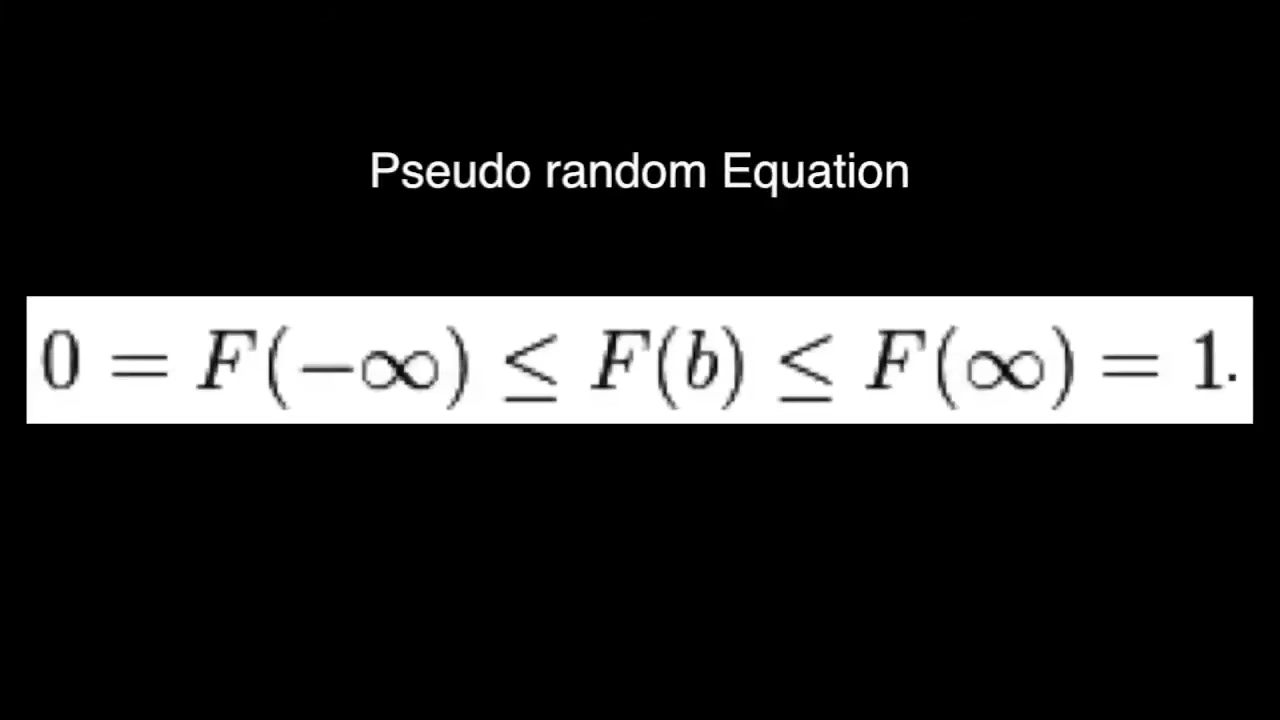 Pseudo random Equation
0 = F(−∞) ≤ F(b) ≤ F(∞) = 1.